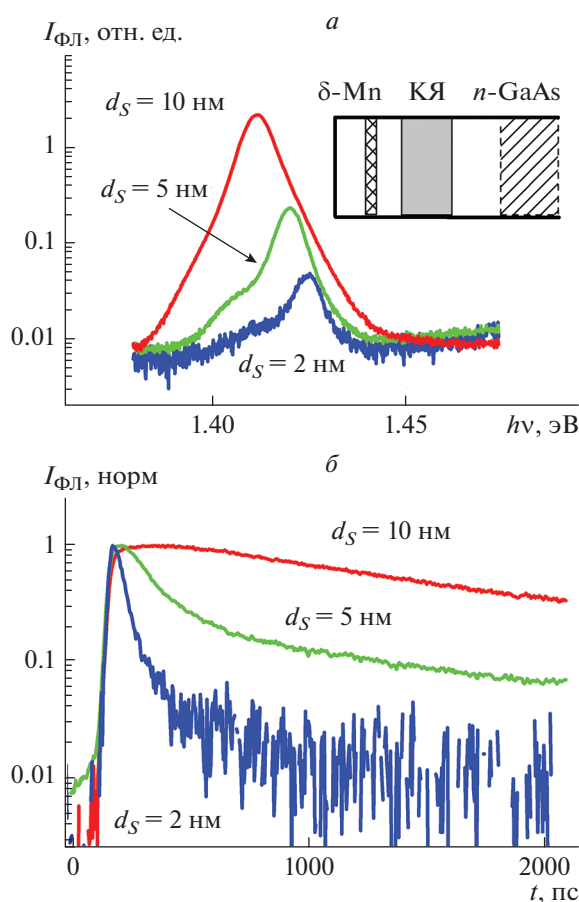 а
I_ФЛ, отн. ед.
δ-Mn КЯ n-GaAs
d_S = 10 нм
d_S = 5 нм
d_S = 2 нм
1
0.1
0.01
1.40 1.45 hν, эВ
б
I_ФЛ, норм
d_S = 10 нм
d_S = 5 нм
d_S = 2 нм
1
0.1
0.01
0 1000 2000
t, пс